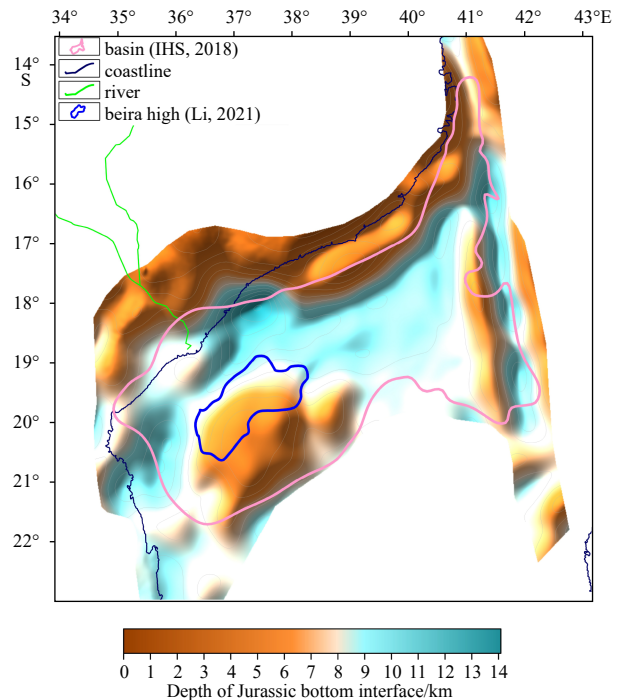 34° 35° 36° 37° 38° 39° 40° 41° 42° 43°E
basin (IHS, 2018)
coastline
river
beira high (Li, 2021)
14°
S
15°
16°
17°
18°
19°
20°
21°
22°
0 1 2 4 5 6 7 8 9 10 11 12 13 14
Depth of Jurassic bottom interface/km